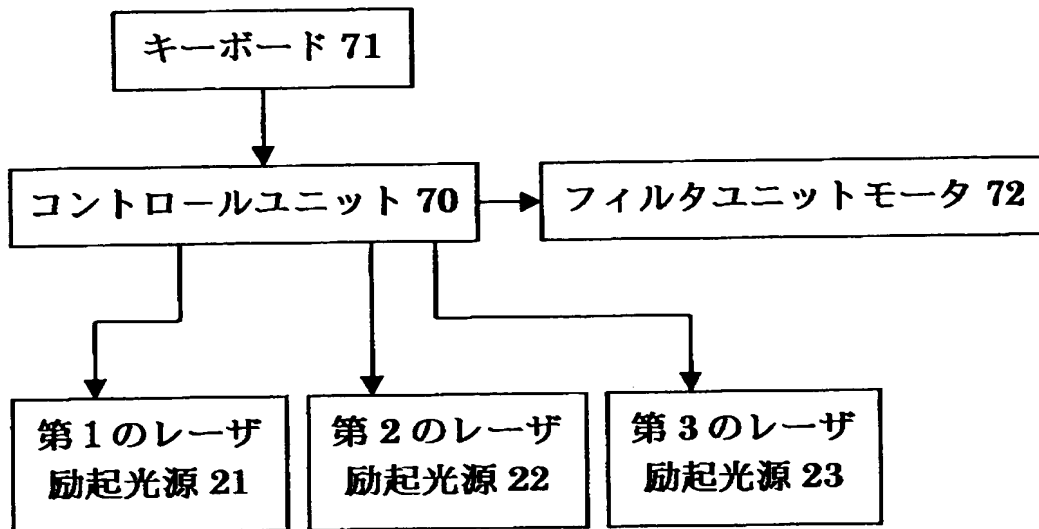 キーボード 71
コントロールユニット 70
フィルタユニットモータ 72
第1のレーザ
励起光源 21
第2のレーザ
励起光源 22
第3のレーザ
励起光源 23